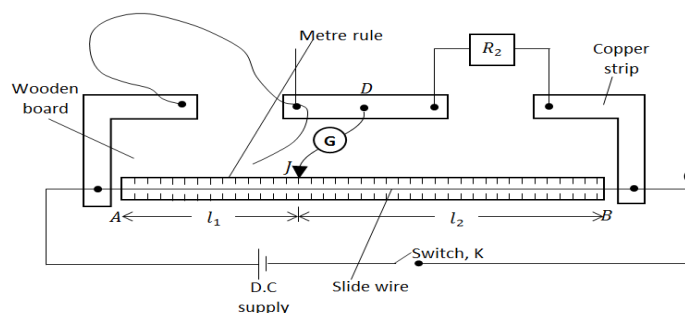 Metre rule
R₂
Copper
strip
Wooden
board
D
G
J
A
l₁
l₂
B
Switch, K
D.C
supply
Slide wire